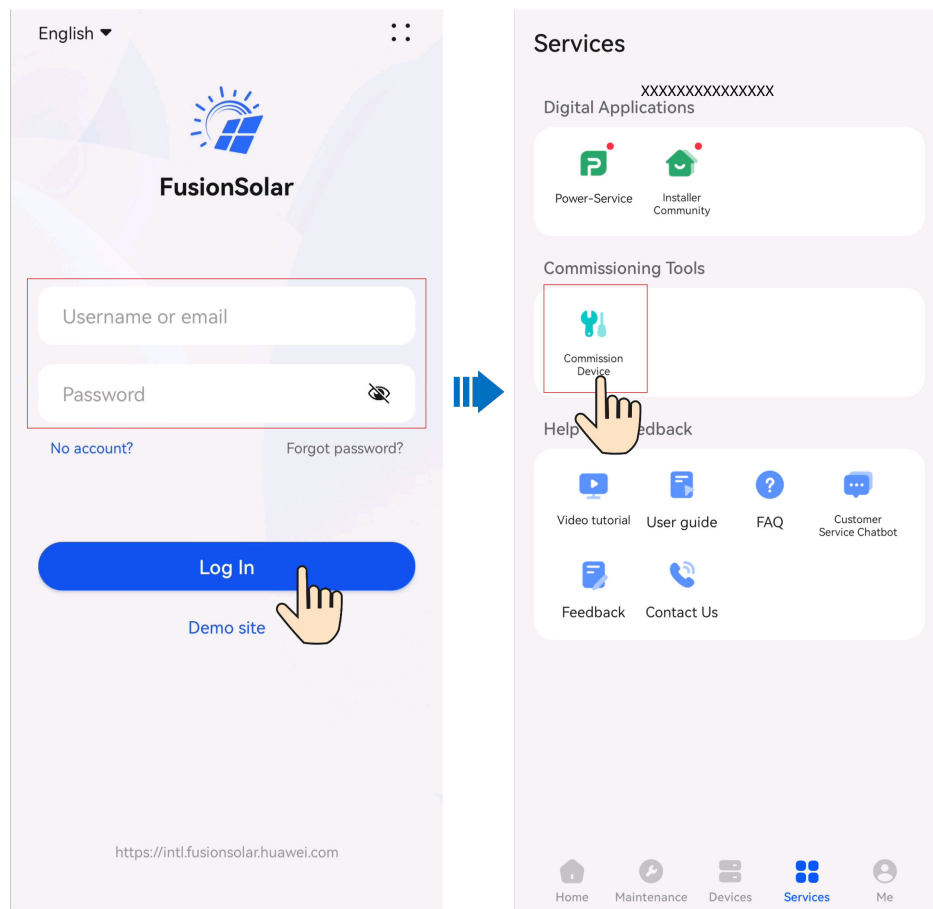 English
FusionSolar
Username or email
Password
No account?
Forgot password?
Log In
Demo site
https://intl.fusionsolar.huawei.com
Services
XXXXXXXXXXXXXXX
Digital Applications
Power-Service
Installer
Community
Commissioning Tools
Commission
Device
Help
edback
Video tutorial
User guide
FAQ
Customer
Service Chatbot
Feedback
Contact Us
Home
Maintenance
Devices
Services
Me